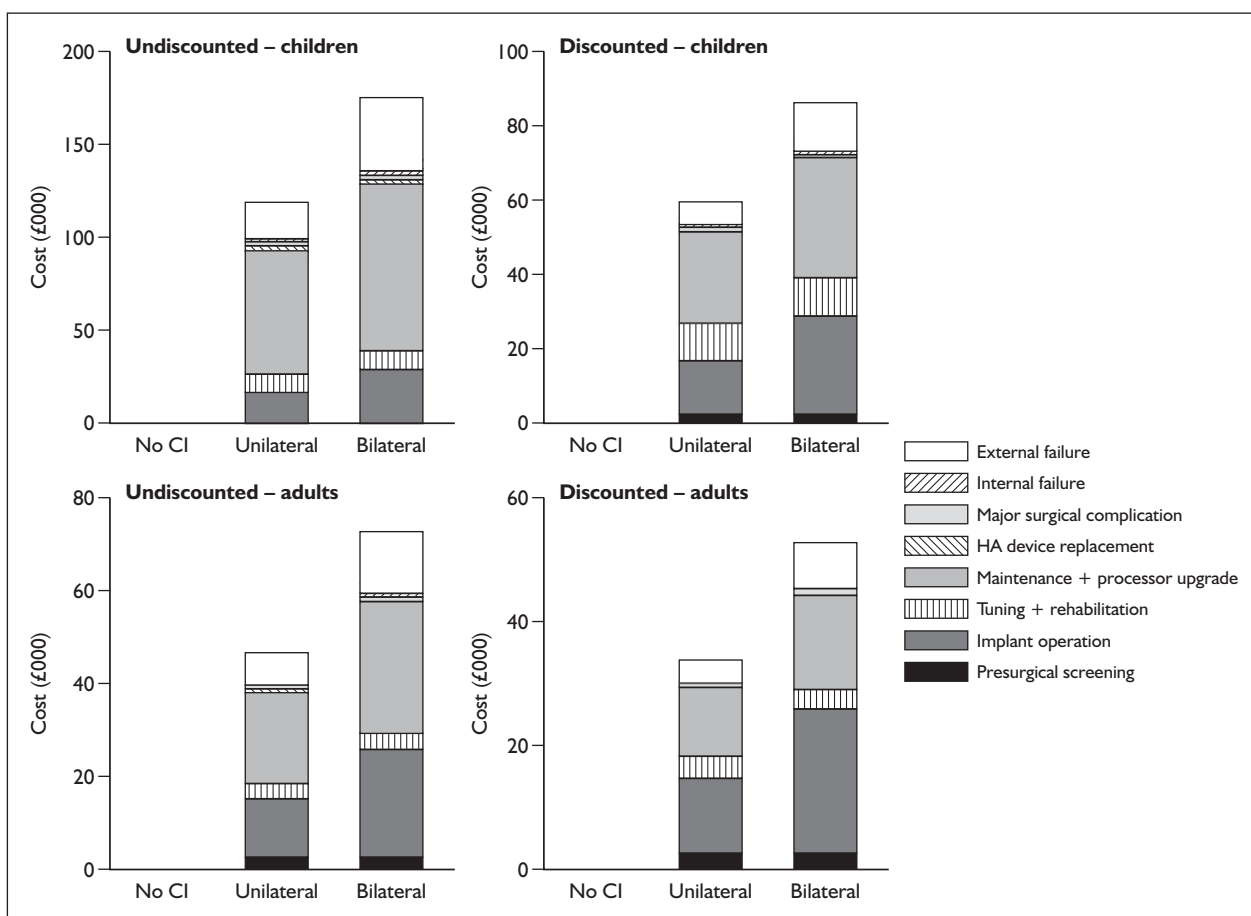 Undiscounted – children
200
150
100
50
0
Cost (£000)
No CI Unilateral Bilateral
Discounted – children
100
80
60
40
20
0
Cost (£000)
No CI Unilateral Bilateral
Undiscounted – adults
80
60
40
20
0
Cost (£000)
No CI Unilateral Bilateral
Discounted – adults
60
40
20
0
Cost (£000)
No CI Unilateral Bilateral
External failure
Internal failure
Major surgical complication
HA device replacement
Maintenance + processor upgrade
Tuning + rehabilitation
Implant operation
Presurgical screening